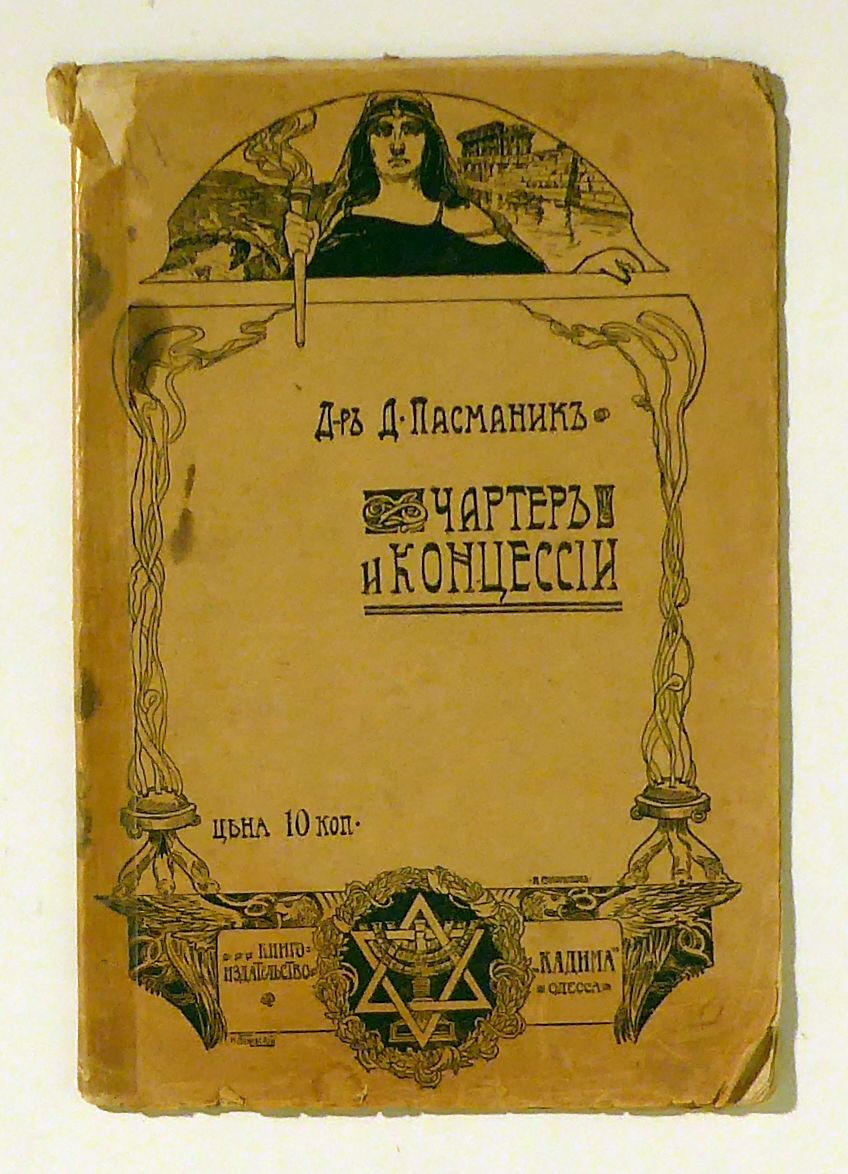 Д-ръ Д. Пасманикъ
Чартеръ
и Концессіи
Цѣна 10 коп.
Книго-
издательство
„Кадима"
Одесса